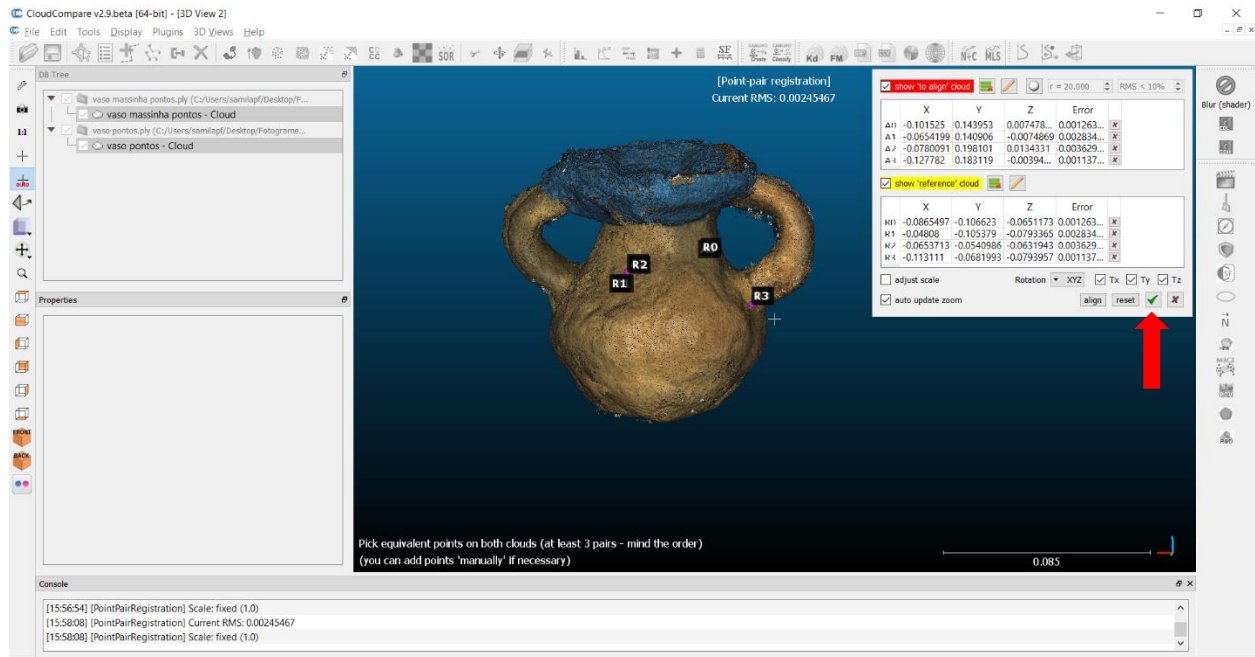 CloudCompare v2.9.beta [64-bit] - [3D View 2]
File Edit Tools Display Plugins 3D Views Help
SOR
SF
Kd
FM
N+C
MLS
DB Tree
vaso massinha pontos.ply (C:/Users/samilapf/Desktop/F...
vaso massinha pontos - Cloud
vaso pontos.ply (C:/Users/samilapf/Desktop/Fotograme...
vaso pontos - Cloud
1:1
auto
FRONT
BACK
Properties
[Point-pair registration]
Current RMS: 0.00245467
R0
R2
R1
R3
Pick equivalent points on both clouds (at least 3 pairs - mind the order)
(you can add points 'manually' if necessary)
0.085
show 'to align' cloud r = 20.000 RMS < 10%
X Y Z Error
A0 -0.101525 0.143953 0.007478... 0.001263...
A1 -0.0654199 0.140906 -0.0074869 0.002834...
A2 -0.0780091 0.198101 0.0134331 0.003629...
A3 -0.127782 0.183119 -0.00394... 0.001137...
show 'reference' cloud
X Y Z Error
R0 -0.0865497 -0.106623 -0.0651173 0.001263...
R1 -0.04808 -0.105379 -0.0793365 0.002834...
R2 -0.0653713 -0.0540986 -0.0631943 0.003629...
R3 -0.113111 -0.0681993 -0.0793957 0.001137...
adjust scale Rotation XYZ Tx Ty Tz
auto update zoom align reset
Blur (shader)
N
Console
[15:56:54] [PointPairRegistration] Scale: fixed (1.0)
[15:58:08] [PointPairRegistration] Current RMS: 0.00245467
[15:58:08] [PointPairRegistration] Scale: fixed (1.0)